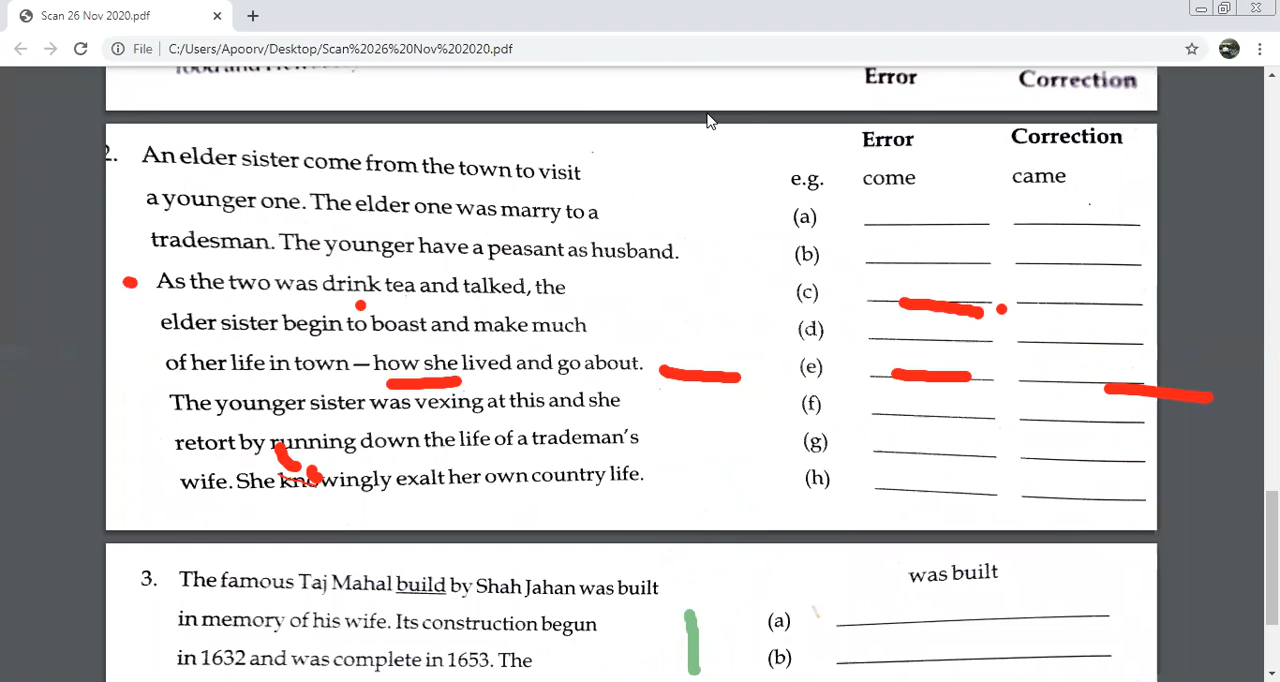 Scan 26 Nov 2020.pdf
File C:/Users/Apoorv/Desktop/Scan%2026%20Nov%202020.pdf
Error Correction
Error Correction
2. An elder sister come from the town to visit e.g. come came
a younger one. The elder one was marry to a (a)
tradesman. The younger have a peasant as husband. (b)
As the two was drink tea and talked, the (c)
elder sister begin to boast and make much (d)
of her life in town — how she lived and go about. (e)
The younger sister was vexing at this and she (f)
retort by running down the life of a trademan's (g)
wife. She knowingly exalt her own country life. (h)
3. The famous Taj Mahal build by Shah Jahan was built was built
in memory of his wife. Its construction begun (a)
in 1632 and was complete in 1653. The (b)